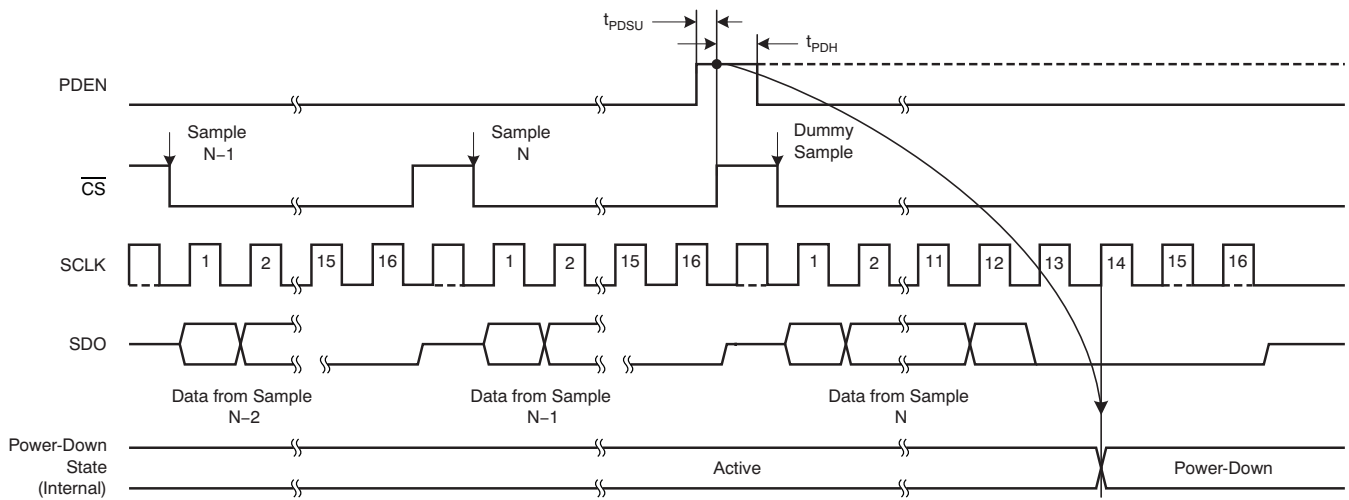 tPDSU
tPDH
PDEN
Sample
N−1
Sample
N
Dummy
Sample
CS
SCLK
1 2 15 16 1 2 15 16 1 2 11 12 13 14 15 16
SDO
Data from Sample
N−2
Data from Sample
N−1
Data from Sample
N
Power-Down
State
(Internal)
Active
Power-Down